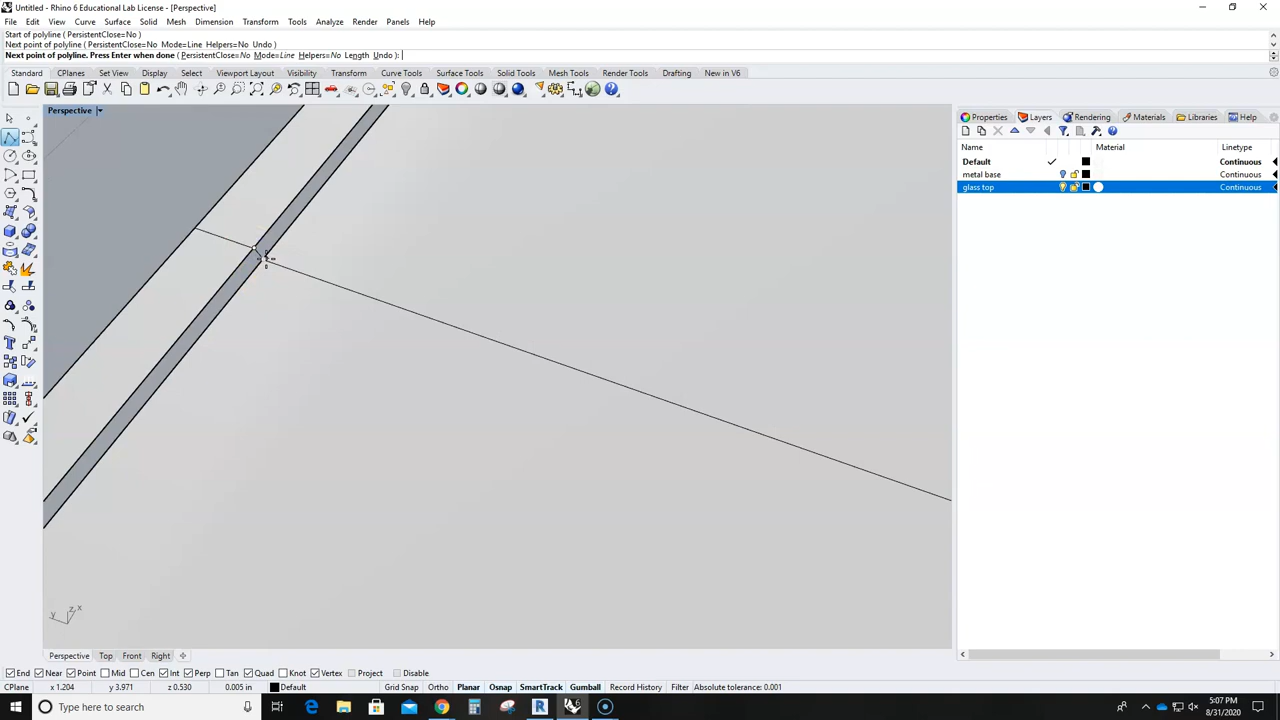 Untitled - Rhino 6 Educational Lab License - [Perspective]
File Edit View Curve Surface Solid Mesh Dimension Transform Tools Analyze Render Panels Help
Start of polyline ( PersistentClose=No )
Next point of polyline ( PersistentClose=No Mode=Line Helpers=No Undo )
Next point of polyline. Press Enter when done ( PersistentClose=No Mode=Line Helpers=No Length Undo ):
Standard CPlanes Set View Display Select Viewport Layout Visibility Transform Curve Tools Surface Tools Solid Tools Mesh Tools Render Tools Drafting New in V6
Perspective
Properties Layers Rendering Materials Libraries Help
Name Material Linetype
Default Continuous
metal base Continuous
glass top Continuous
z x
y
Perspective Top Front Right
End Near Point Mid Cen Int Perp Tan Quad Knot Vertex Project Disable
CPlane x 1.204 y 3.971 z 0.530 0.005 in Default Grid Snap Ortho Planar Osnap SmartTrack Gumball Record History Filter Absolute tolerance: 0.001
Type here to search
5:07 PM
8/31/2020